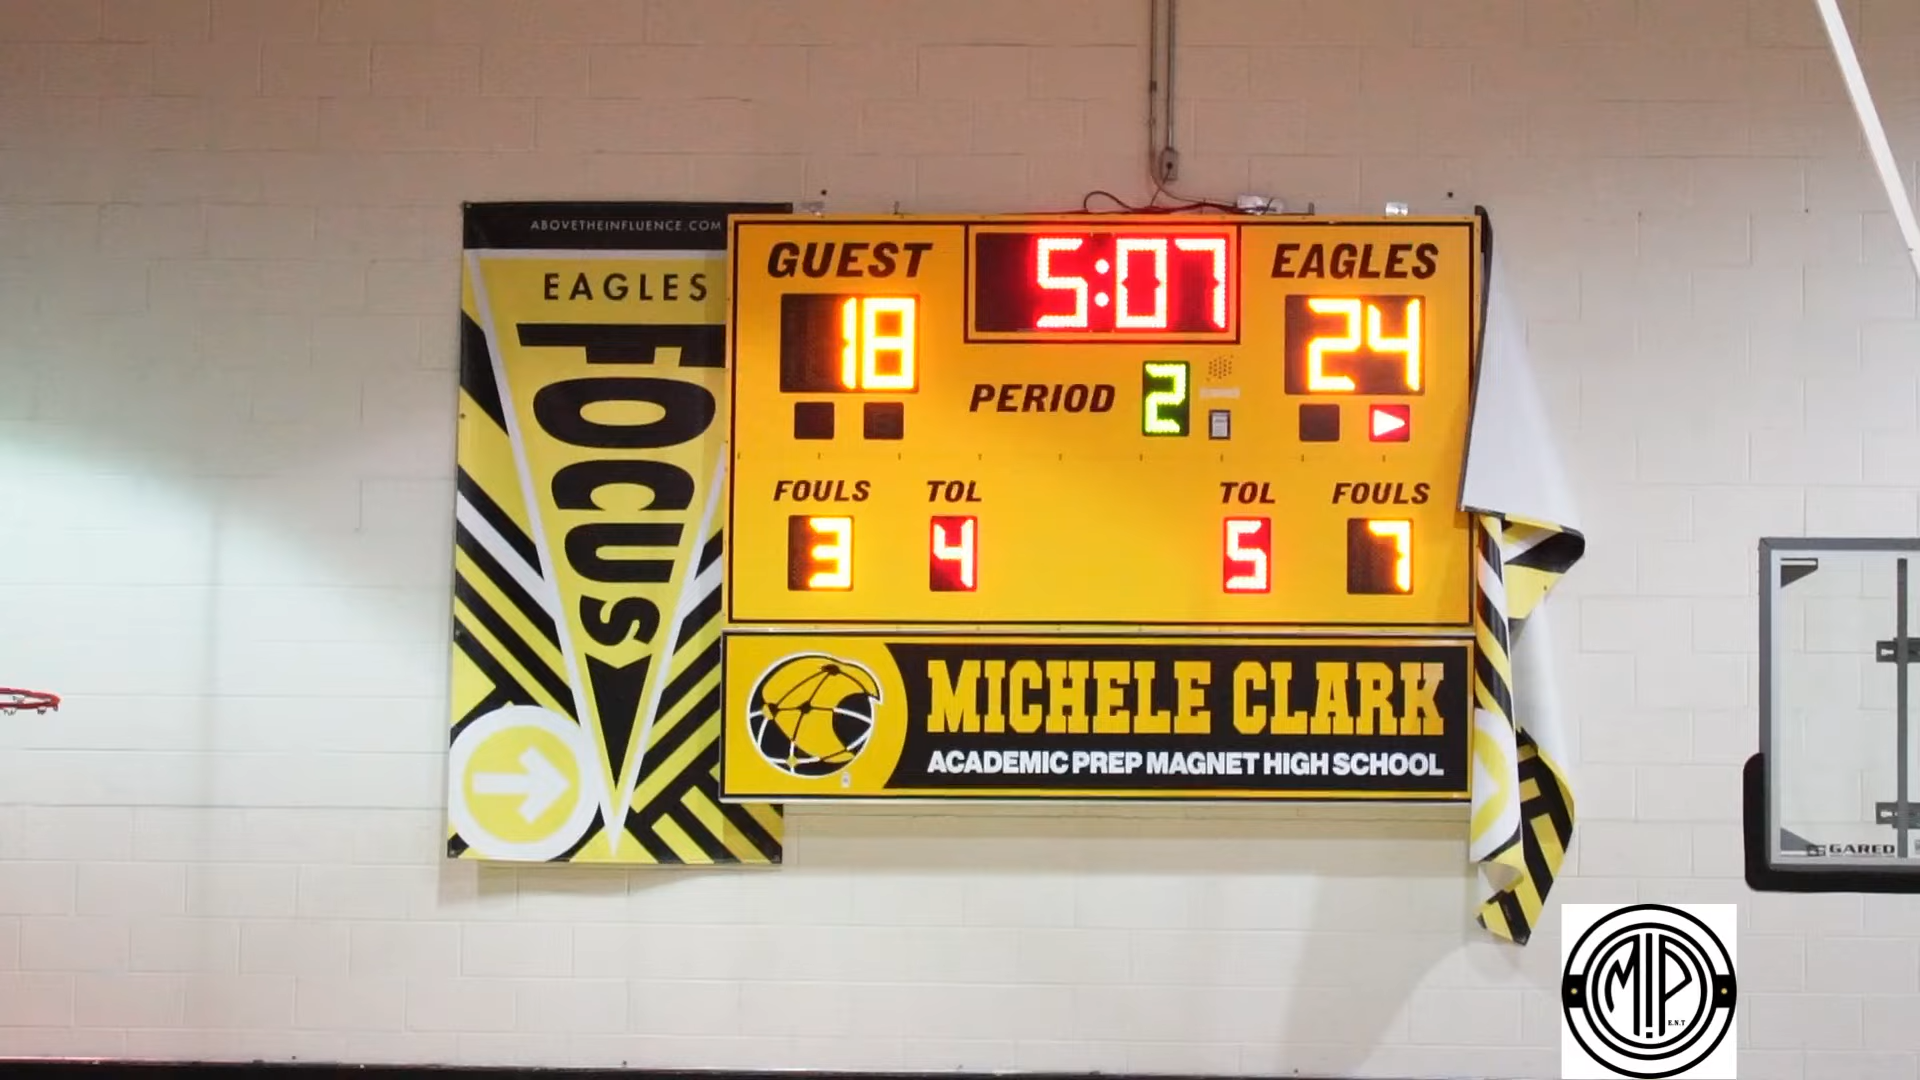 ABOVETHEINFLUENCE.COM
EAGLES
FOCUS
GUEST 5:07 EAGLES
18 24
PERIOD 2
FOULS TOL TOL FOULS
3 4 5 7
MICHELE CLARK
ACADEMIC PREP MAGNET HIGH SCHOOL
GARED
M!P
E.N.T